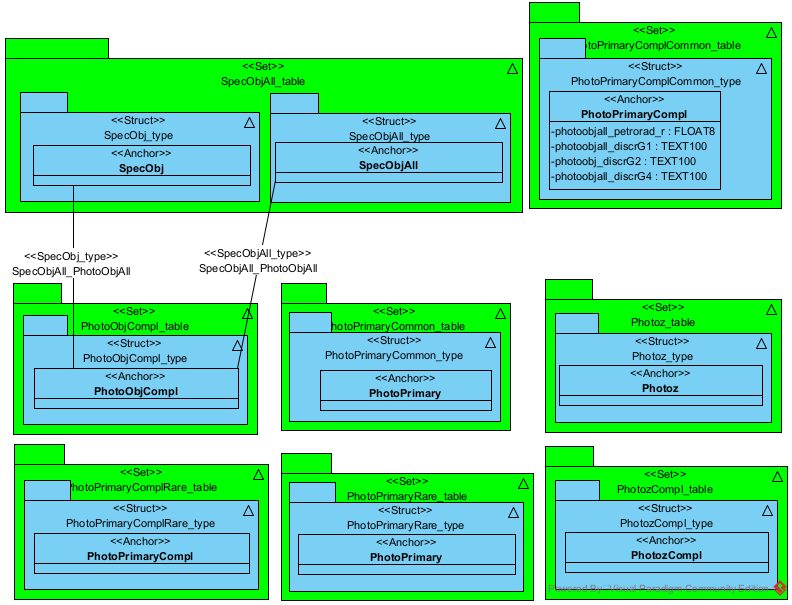 <<Set>>
SpecObjAll_table
<<Struct>>
SpecObj_type
<<Anchor>>
SpecObj
<<Struct>>
SpecObjAll_type
<<Anchor>>
SpecObjAll
<<Set>>
toPrimaryComplCommon_table
<<Struct>>
PhotoPrimaryComplCommon_type
<<Anchor>>
PhotoPrimaryCompl
-photoobjall_petrorad_r : FLOAT8
-photoobjall_discrG1 : TEXT100
-photoobj_discrG2 : TEXT100
-photoobjall_discrG4 : TEXT100
<<SpecObj_type>>
SpecObjAll_PhotoObjAll
<<SpecObjAll_type>>
SpecObjAll_PhotoObjAll
<<Set>>
PhotoObjCompl_table
<<Struct>>
PhotoObjCompl_type
<<Anchor>>
PhotoObjCompl
<<Set>>
hotoPrimaryCommon_table
<<Struct>>
PhotoPrimaryCommon_type
<<Anchor>>
PhotoPrimary
<<Set>>
Photoz_table
<<Struct>>
Photoz_type
<<Anchor>>
Photoz
<<Set>>
PhotoPrimaryComplRare_table
<<Struct>>
PhotoPrimaryComplRare_type
<<Anchor>>
PhotoPrimaryCompl
<<Set>>
PhotoPrimaryRare_table
<<Struct>>
PhotoPrimaryRare_type
<<Anchor>>
PhotoPrimary
<<Set>>
PhotozCompl_table
<<Struct>>
PhotozCompl_type
<<Anchor>>
PhotozCompl
Powered By Visual Paradigm Community Edition